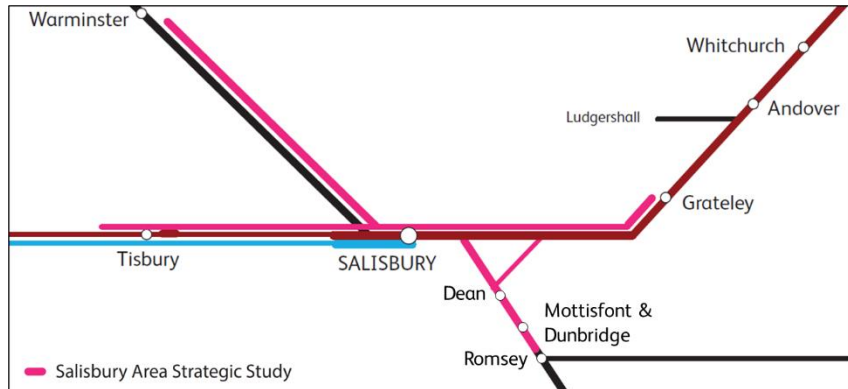 Warminster
Whitchurch
Andover
Ludgershall
Grateley
Tisbury
SALISBURY
Dean
Mottisfont &
Dunbridge
Romsey
Salisbury Area Strategic Study